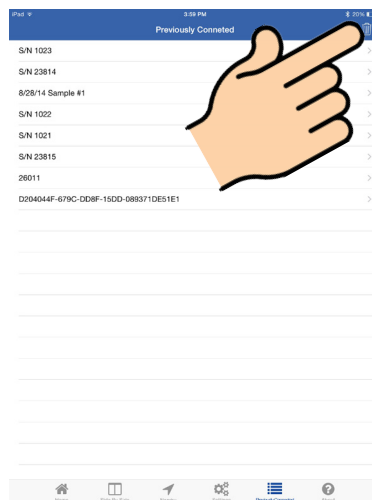 iPad 3:59 PM 20%
Previously Conneted
S/N 1023
S/N 23814
8/28/14 Sample #1
S/N 1022
S/N 1021
S/N 23815
26011
D204044F-679C-DD8F-15DD-089371DE51E1